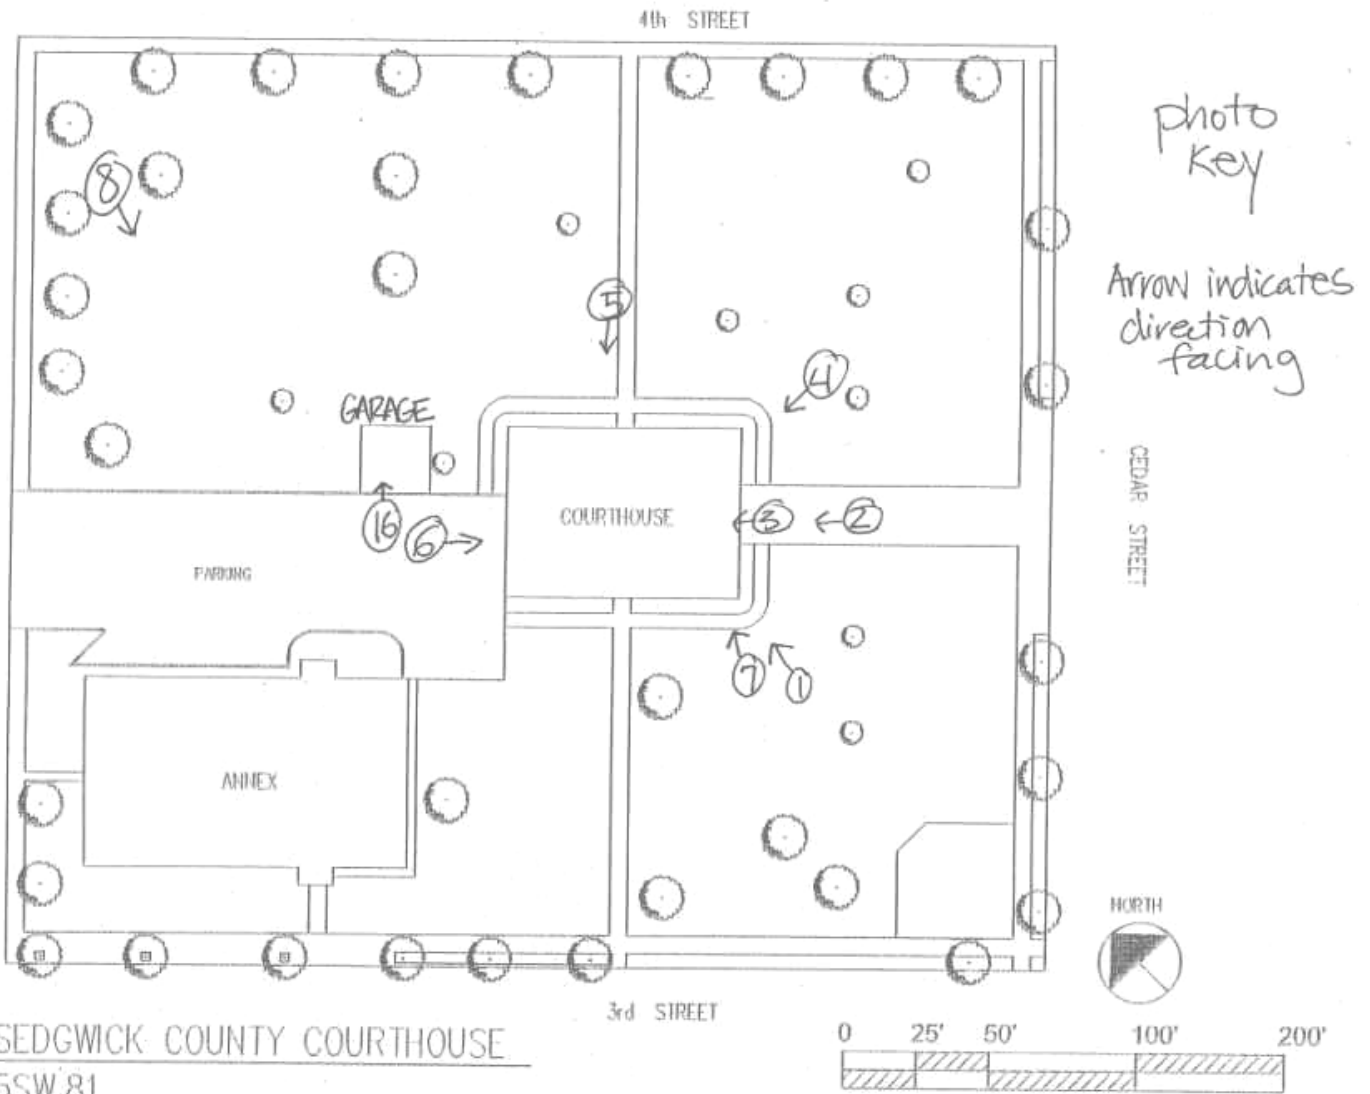 4th STREET
photo
key
8
Arrow indicates
direction
facing
5
4
GARAGE
CEDAR STREET
16
6
COURTHOUSE
3
2
PARKING
7
1
ANNEX
NORTH
3rd STREET
SEDGWICK COUNTY COURTHOUSE
0 25' 50' 100' 200'
5SW.81